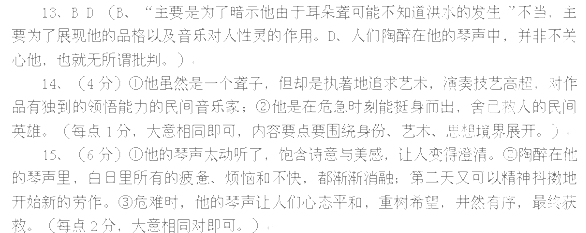 13、B D（B、“主要是为了暗示他由于耳朵聋可能不知道洪水的发生”不当，主
要为了展现他的品格以及音乐对人性灵的作用。D、人们陶醉在他的琴声中，并非不关
心他，也就无所谓批判。）
14、（4分）①他虽然是一个聋子，但却是执著地追求艺术，演奏技艺高超，对作
品有独到的领悟能力的民间音乐家；②他是在危急时刻能挺身而出，舍己救人的民间
英雄。（每点1分，大意相同即可，内容要点要围绕身份、艺术、思想境界展开。）
15、（6分）①他的琴声太动听了，饱含诗意与美感，让人变得澄清。②陶醉在他
的琴声里，白日里所有的疲惫、烦恼和不快，都渐渐消融；第二天又可以精神抖擞地
开始新的劳作。③危难时，他的琴声让人们心态平和，重树希望，井然有序，最终获
救。（每点2分，大意相同对即可。）